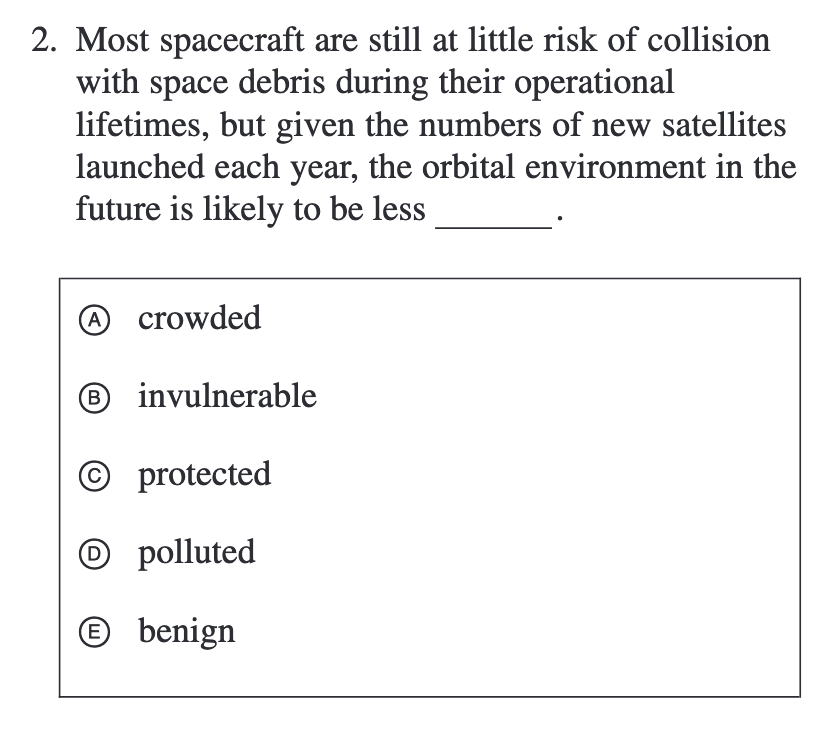 2. Most spacecraft are still at little risk of collision
with space debris during their operational
lifetimes, but given the numbers of new satellites
launched each year, the orbital environment in the
future is likely to be less ______.
A crowded
B invulnerable
C protected
D polluted
E benign